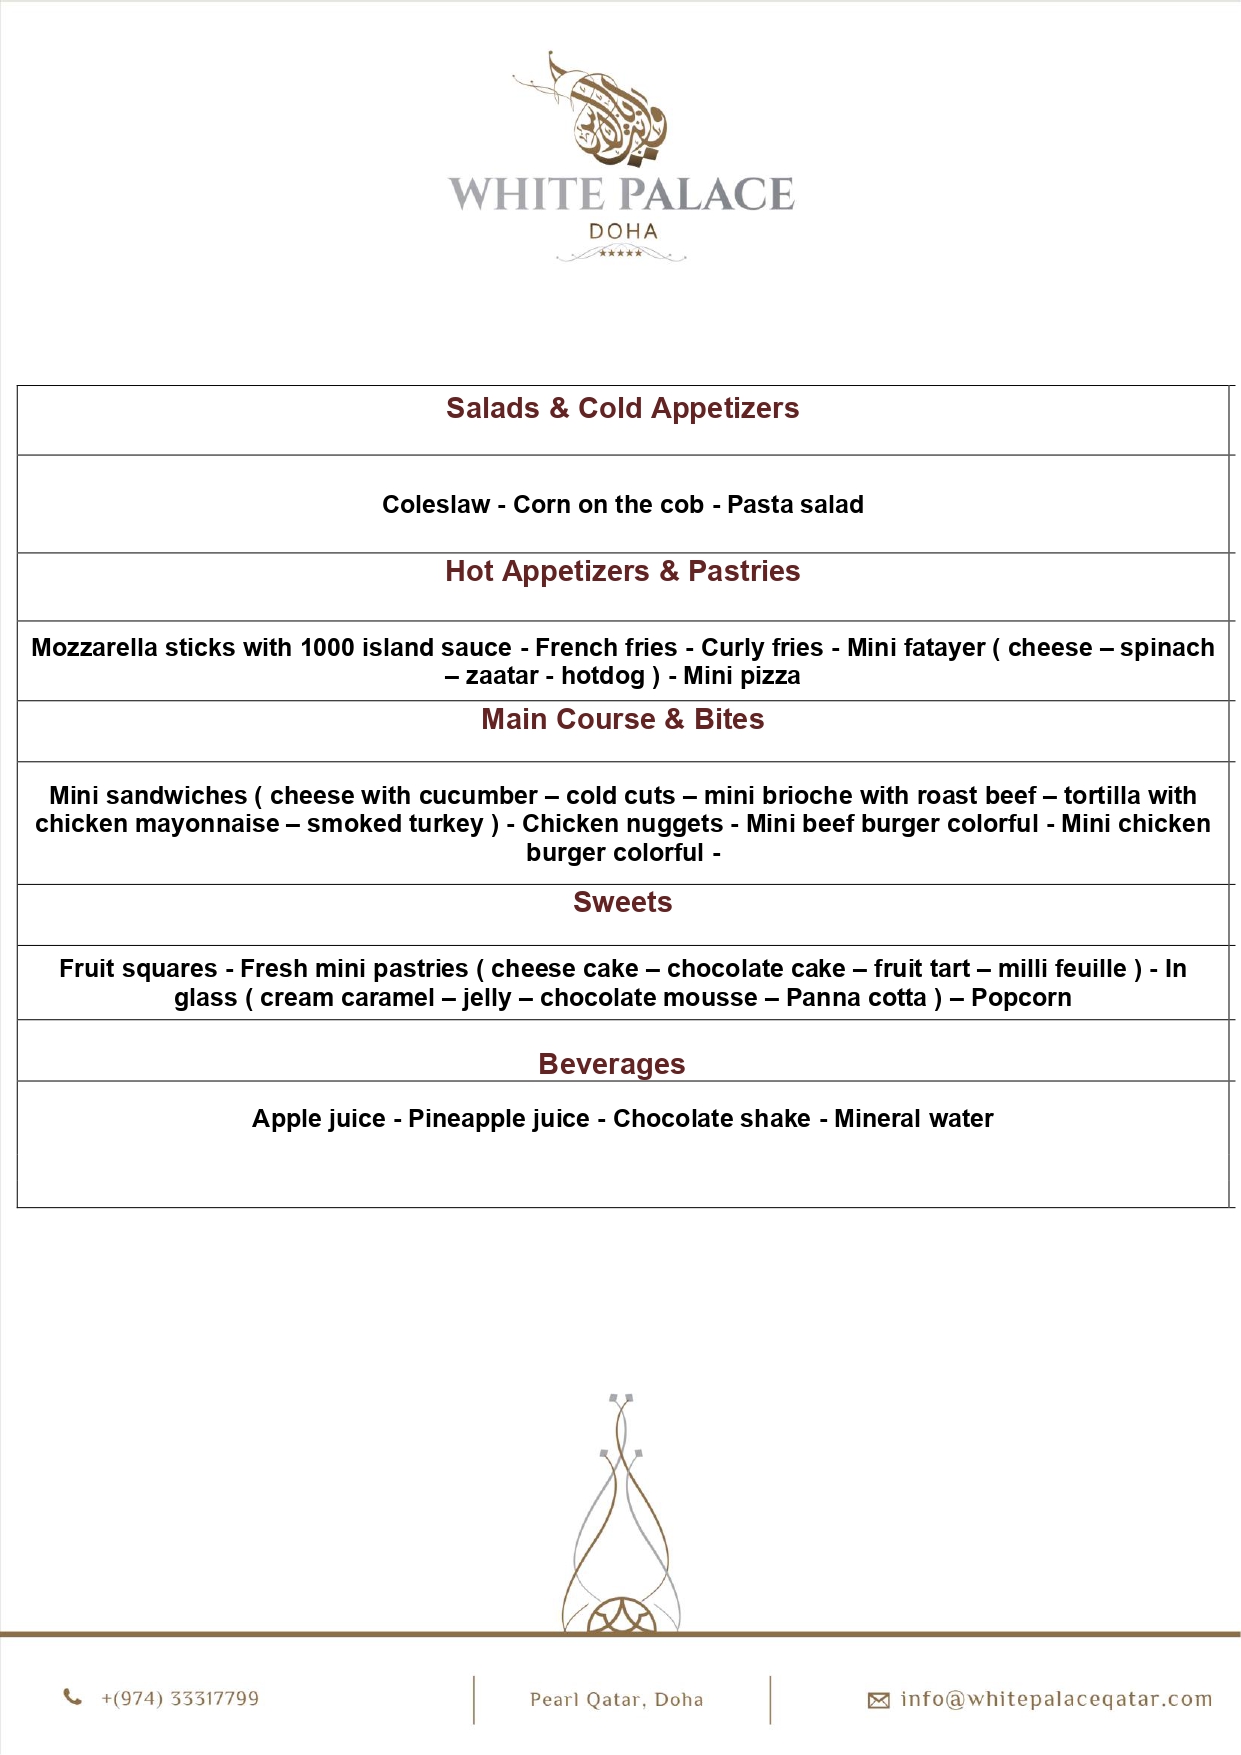 WHITE PALACE
DOHA
Salads & Cold Appetizers
Coleslaw - Corn on the cob - Pasta salad
Hot Appetizers & Pastries
Mozzarella sticks with 1000 island sauce - French fries - Curly fries - Mini fatayer ( cheese – spinach
– zaatar - hotdog ) - Mini pizza
Main Course & Bites
Mini sandwiches ( cheese with cucumber – cold cuts – mini brioche with roast beef – tortilla with
chicken mayonnaise – smoked turkey ) - Chicken nuggets - Mini beef burger colorful - Mini chicken
burger colorful -
Sweets
Fruit squares - Fresh mini pastries ( cheese cake – chocolate cake – fruit tart – milli feuille ) - In
glass ( cream caramel – jelly – chocolate mousse – Panna cotta ) – Popcorn
Beverages
Apple juice - Pineapple juice - Chocolate shake - Mineral water
+(974) 33317799
Pearl Qatar, Doha
info@whitepalaceqatar.com